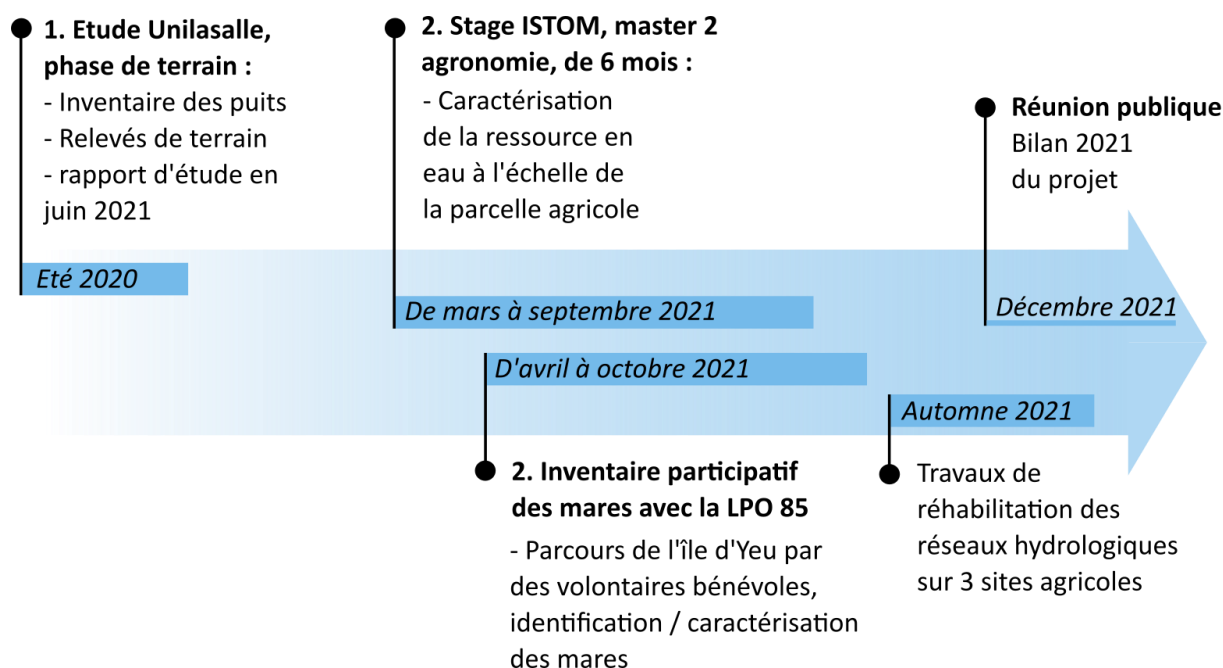 1. Etude Unilasalle,
phase de terrain :
- Inventaire des puits
- Relevés de terrain
- rapport d'étude en
juin 2021
Eté 2020
2. Stage ISTOM, master 2
agronomie, de 6 mois :
- Caractérisation
de la ressource en
eau à l'échelle de
la parcelle agricole
De mars à septembre 2021
Réunion publique
Bilan 2021
du projet
Décembre 2021
D'avril à octobre 2021
2. Inventaire participatif
des mares avec la LPO 85
- Parcours de l'île d'Yeu par
des volontaires bénévoles,
identification / caractérisation
des mares
Automne 2021
Travaux de
réhabilitation des
réseaux hydrologiques
sur 3 sites agricoles